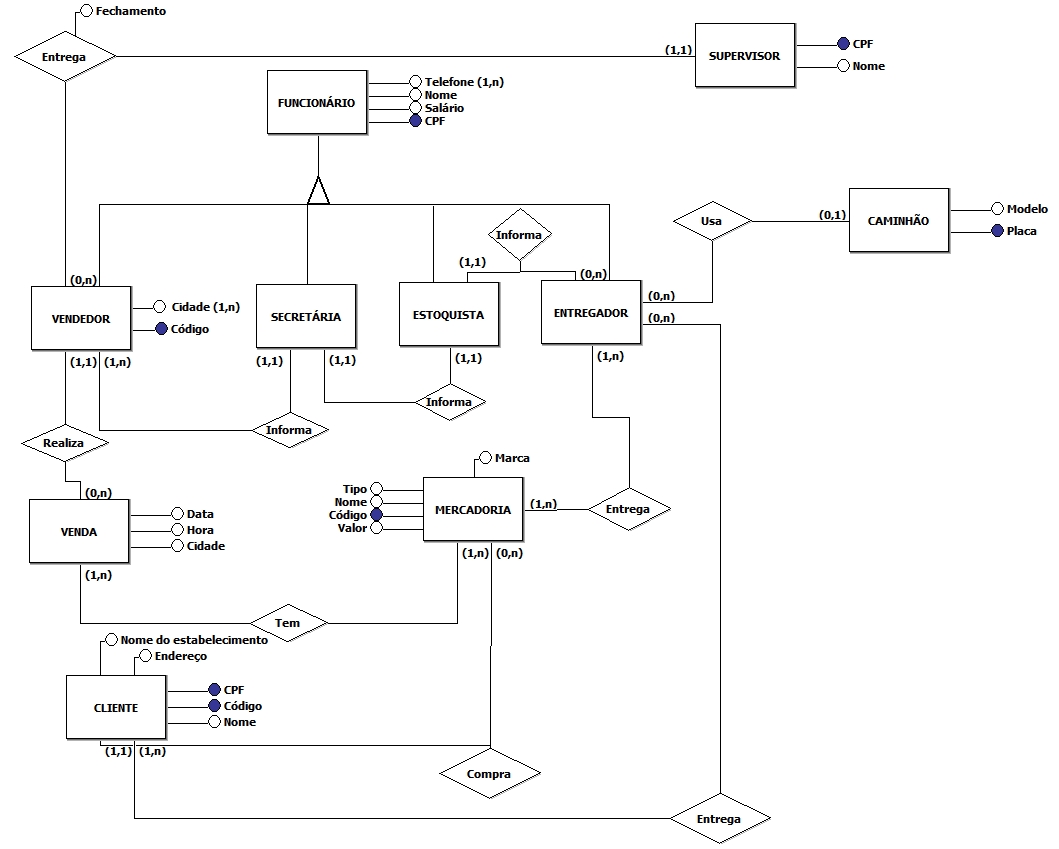 Fechamento
Entrega
(1,1)
SUPERVISOR
CPF
Nome
FUNCIONÁRIO
Telefone (1,n)
Nome
Salário
CPF
Informa
Usa
(0,1)
CAMINHÃO
Modelo
Placa
(1,1)
(0,n)
(0,n)
VENDEDOR
Cidade (1,n)
Código
SECRETÁRIA
ESTOQUISTA
ENTREGADOR
(0,n)
(0,n)
(1,1)
(1,n)
(1,1)
(1,1)
(1,1)
(1,n)
Informa
Realiza
Informa
Marca
(0,n)
VENDA
Data
Hora
Cidade
Tipo
Nome
Código
Valor
MERCADORIA
(1,n)
Entrega
(1,n)
(1,n)
(0,n)
Tem
Nome do estabelecimento
Endereço
CLIENTE
CPF
Código
Nome
(1,1)
(1,n)
Compra
Entrega